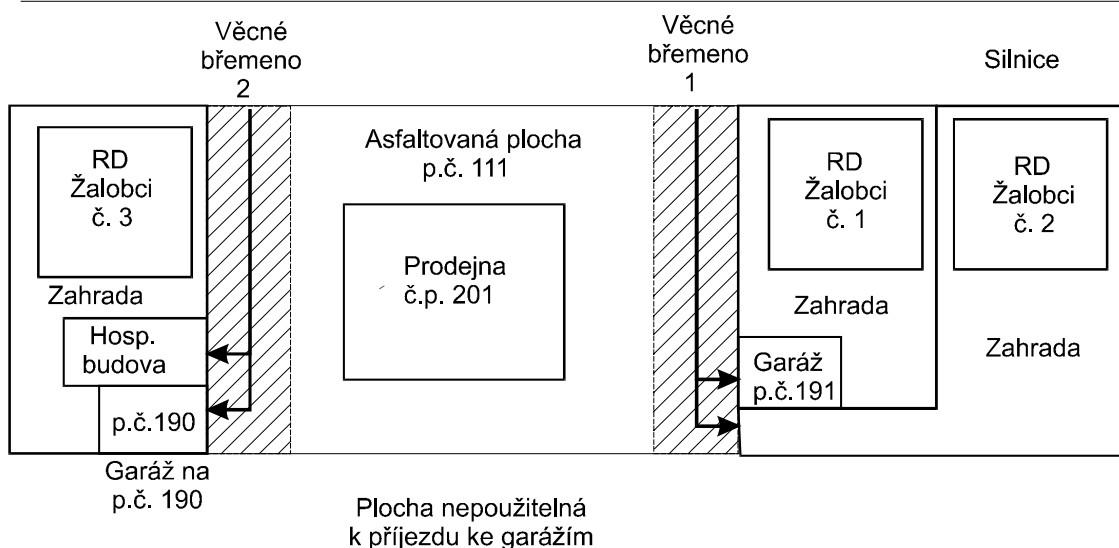 Věcné
břemeno
2
Věcné
břemeno
1
Silnice
RD
Žalobci
č. 3
Asfaltovaná plocha
p.č. 111
RD
Žalobci
č. 1
RD
Žalobci
č. 2
Prodejna
č.p. 201
Zahrada
Zahrada
Zahrada
Hosp.
budova
Garáž
p.č.191
p.č.190
Garáž na
p.č. 190
Plocha nepoužitelná
k příjezdu ke garážím